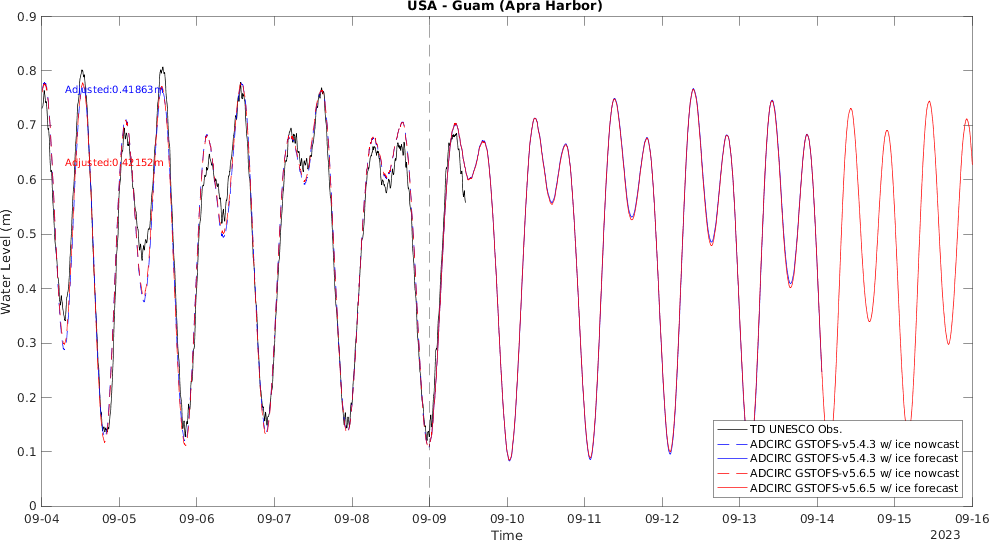 USA - Guam (Apra Harbor)
0.9
0.8
0.7
0.6
0.5
0.4
0.3
0.2
0.1
0
Water Level (m)
Adjusted:0.41863m
Adjusted:0.42152m
TD UNESCO Obs.
ADCIRC GSTOFS-v5.4.3 w/ ice nowcast
ADCIRC GSTOFS-v5.4.3 w/ ice forecast
ADCIRC GSTOFS-v5.6.5 w/ ice nowcast
ADCIRC GSTOFS-v5.6.5 w/ ice forecast
09-04 09-05 09-06 09-07 09-08 09-09 09-10 09-11 09-12 09-13 09-14 09-15 09-16
Time
2023